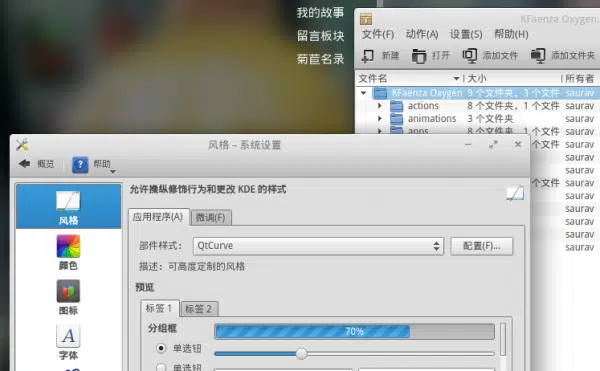 我的故事
留言板块
菊苣名录
KFaenza Oxygen.
文件(F) 动作(A) 设置(S) 帮助(H)
新建 打开 添加文件 添加文件夹
文件名 大小 所有者
KFaenza Oxygen 9 个文件夹，3 个文件 saurav
actions 8 个文件夹，1 个文件 saurav
animations 3 个文件夹 saurav
apps 8 个文件夹，1 个文件 saurav
saurav
saurav
个文件 saurav
saurav
saurav
saurav
saurav
风格 – 系统设置
概览 帮助
允许操纵修饰行为和更改 KDE 的样式
风格
颜色
图标
字体
应用程序(A) 微调(F)
部件样式： QtCurve 配置(F)...
描述：可高度定制的风格
预览
标签 1 标签 2
分组框 70%
单选钮
单选钮